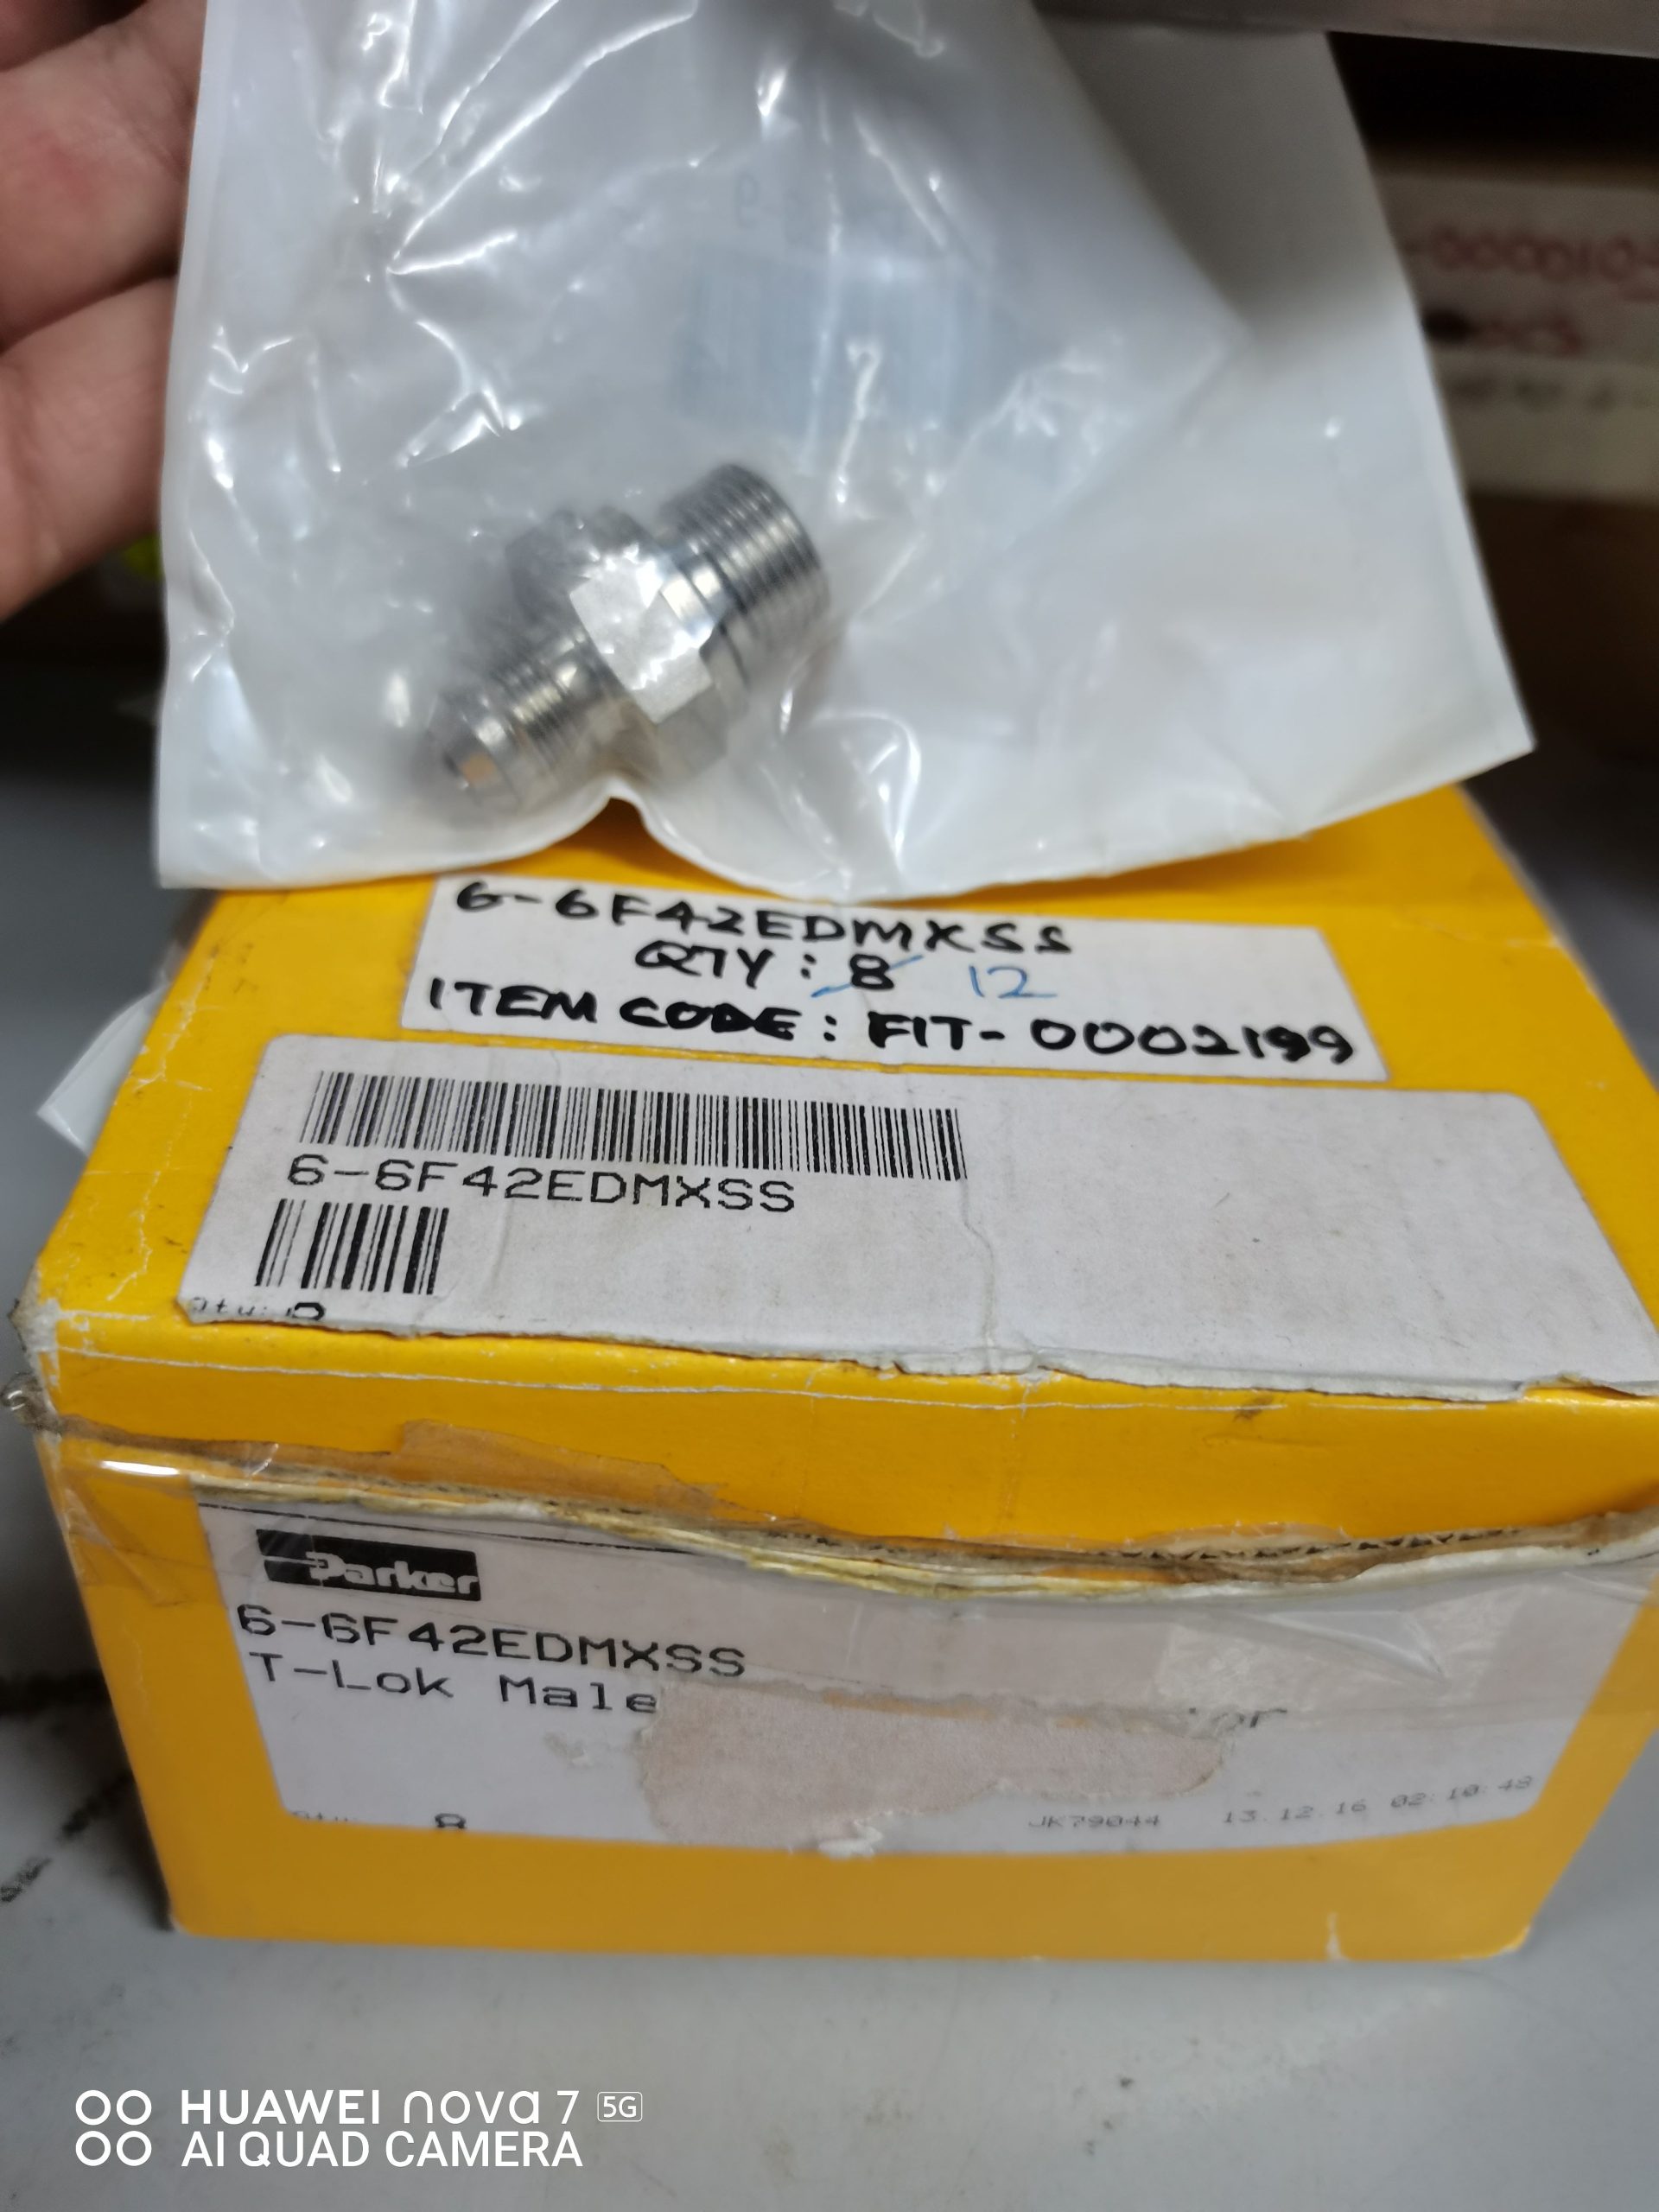 6-6F42EDMXSS
QTY : 8 12
ITEM CODE : FIT-0002199
6-6F42EDMXSS
Parker
6-6F42EDMXSS
T-Lok Male
8
JK79044 13.12.16 02:10:48
HUAWEI nova 7 5G
AI QUAD CAMERA